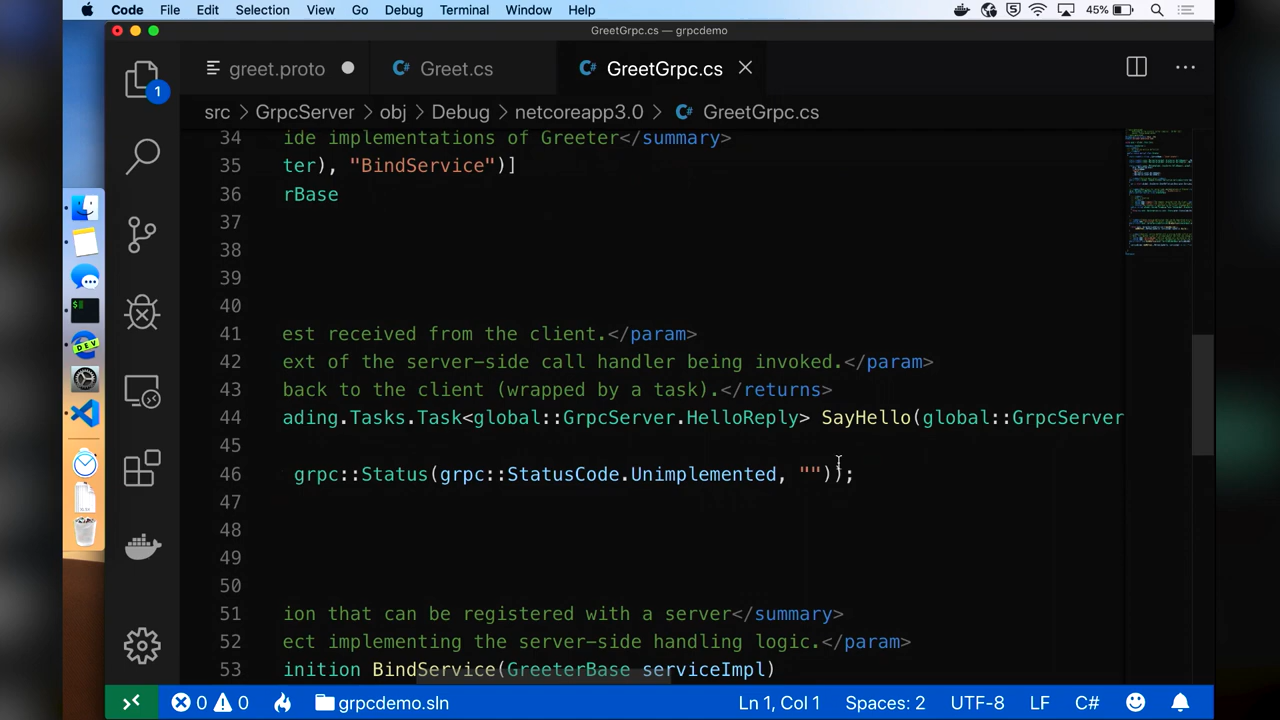 Code File Edit Selection View Go Debug Terminal Window Help 45%
GreetGrpc.cs — grpcdemo
greet.proto Greet.cs GreetGrpc.cs
src > GrpcServer > obj > Debug > netcoreapp3.0 > GreetGrpc.cs
1
34 ide implementations of Greeter</summary>
35 ter), "BindService")]
36 rBase
37
38
39
40
41 est received from the client.</param>
42 ext of the server-side call handler being invoked.</param>
43 back to the client (wrapped by a task).</returns>
44 ading.Tasks.Task<global::GrpcServer.HelloReply> SayHello(global::GrpcServer
45
46 grpc::Status(grpc::StatusCode.Unimplemented, ""));
47
48
49
50
51 ion that can be registered with a server</summary>
52 ect implementing the server-side handling logic.</param>
53 inition BindService(GreeterBase serviceImpl)
DEV
0 0 grpcdemo.sln Ln 1, Col 1 Spaces: 2 UTF-8 LF C#